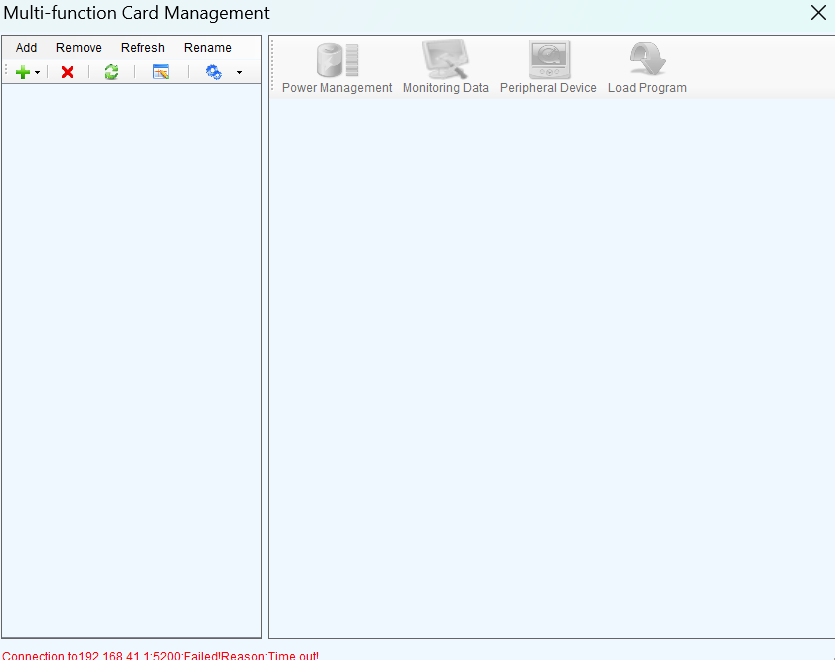 Multi-function Card Management
Add Remove Refresh Rename
Power Management Monitoring Data Peripheral Device Load Program
Connection to192.168.41.1:5200:Failed!Reason:Time out!